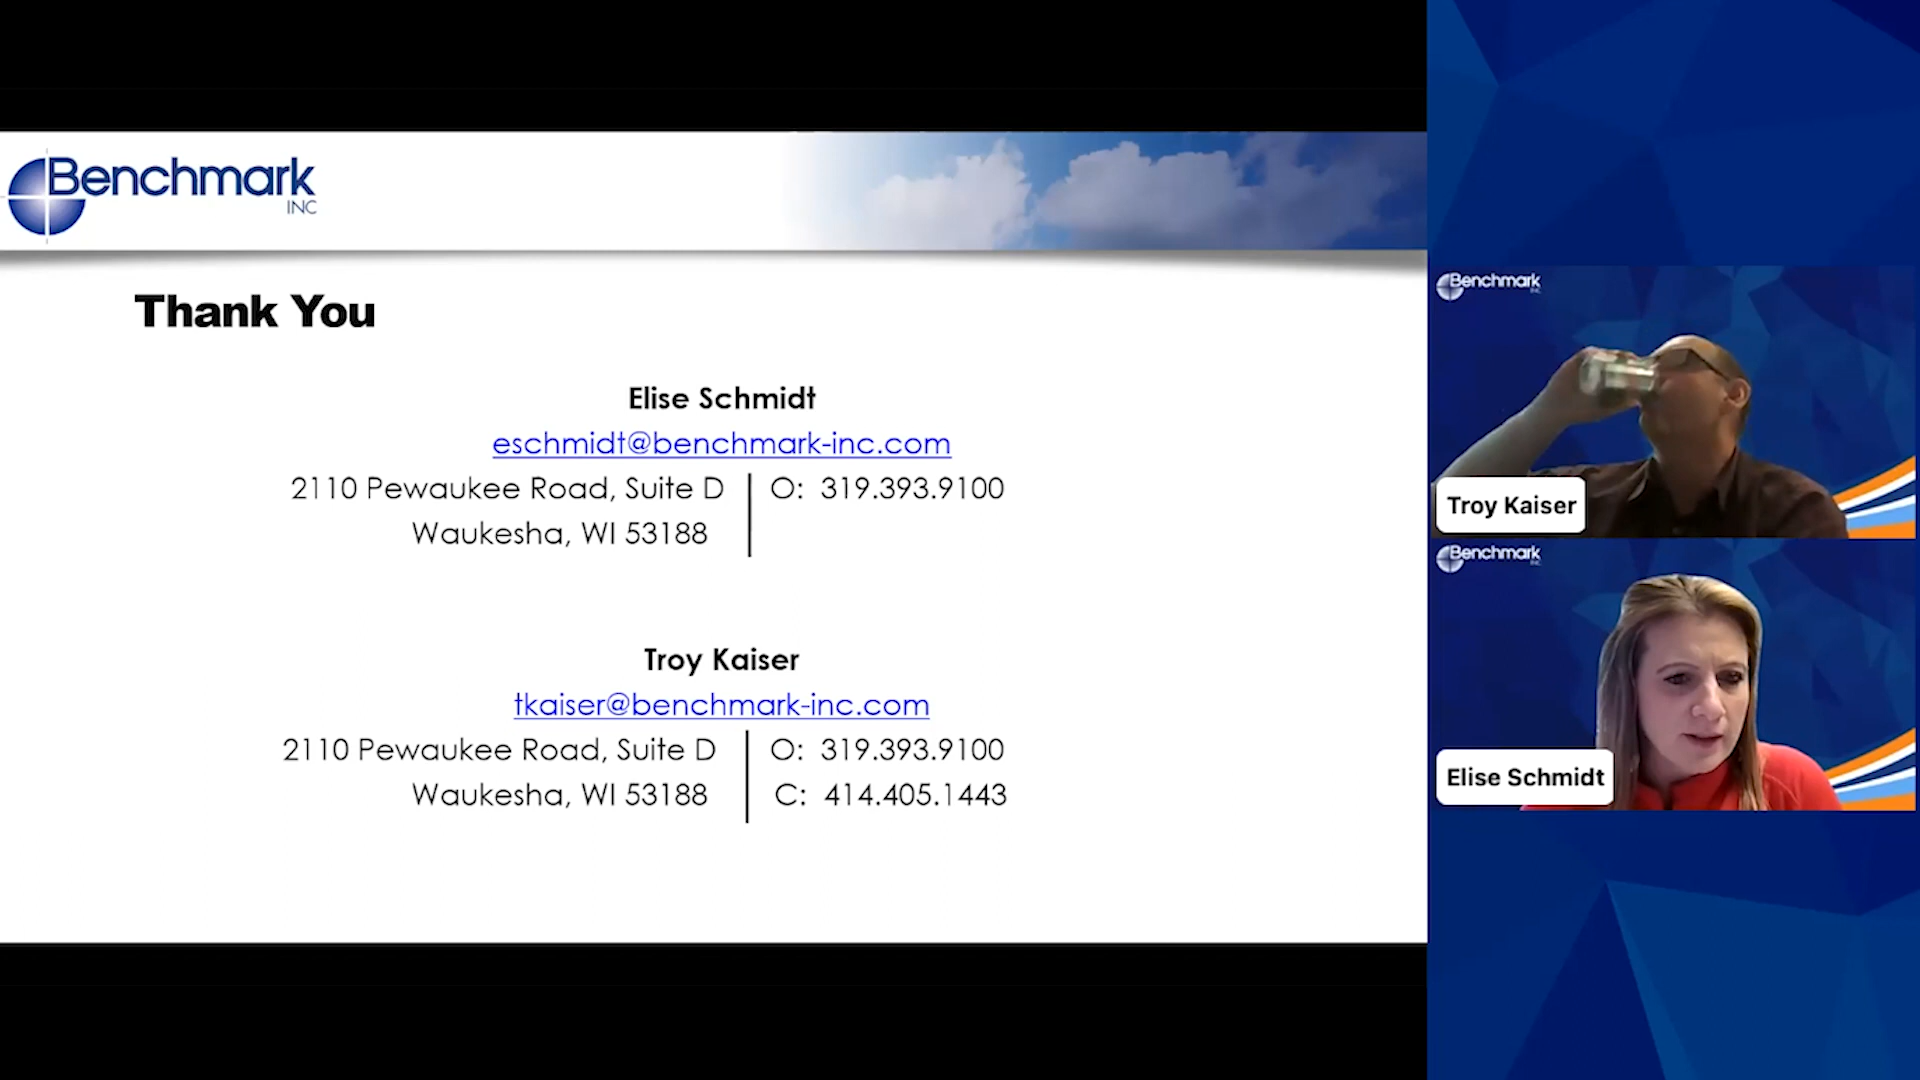 Benchmark
INC
Thank You
Elise Schmidt
eschmidt@benchmark-inc.com
2110 Pewaukee Road, Suite D
O: 319.393.9100
Waukesha, WI 53188
Troy Kaiser
tkaiser@benchmark-inc.com
2110 Pewaukee Road, Suite D
O: 319.393.9100
Waukesha, WI 53188
C: 414.405.1443
Benchmark
INC
Troy Kaiser
Benchmark
INC
Elise Schmidt